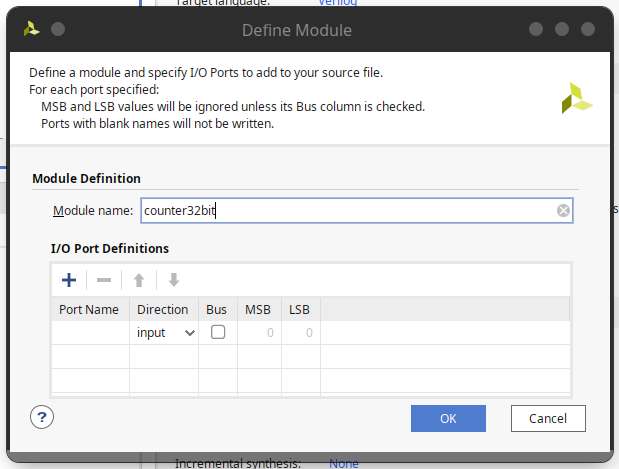 Target language: Verilog
Define Module
Define a module and specify I/O Ports to add to your source file.
For each port specified:
MSB and LSB values will be ignored unless its Bus column is checked.
Ports with blank names will not be written.
Module Definition
Module name: counter32bit
I/O Port Definitions
Port Name Direction Bus MSB LSB
input 0 0
? OK Cancel
Incremental synthesis: None